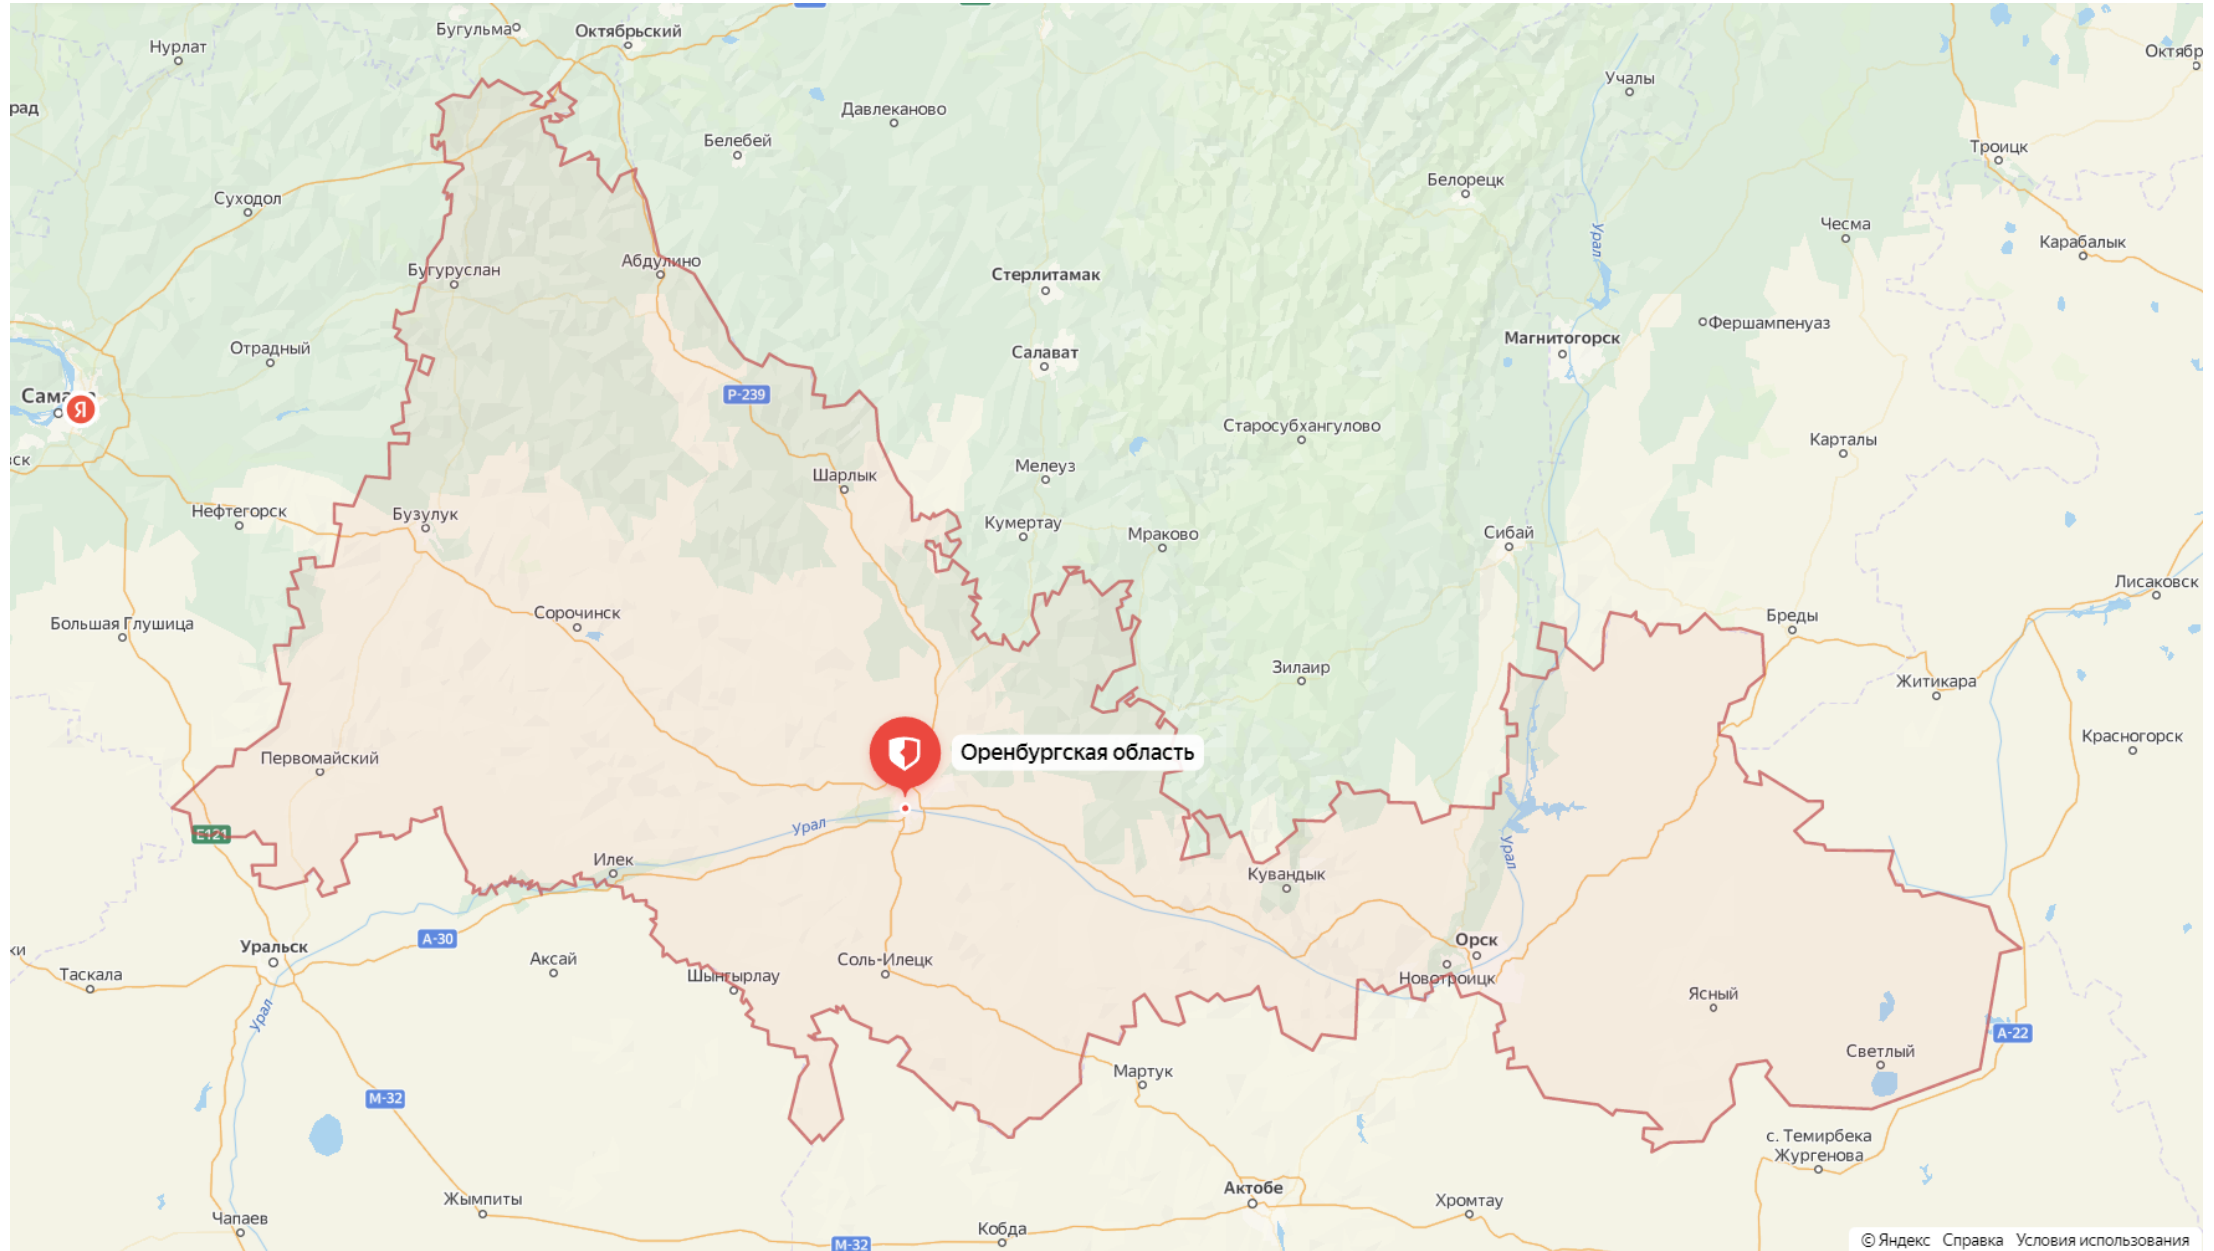 Бугульма
Октябрьский
Нурлат
Октябр
Учалы
рад
Давлеканово
Белебей
Троицк
Белорецк
Суходол
Чесма
Карабалык
Урал
Абдулино
Бугуруслан
Стерлитамак
Фершампенуаз
Магнитогорск
Отрадный
Салават
Р-239
Я
Старосубхангулово
Карталы
вск
Мелеуз
Шарлык
Нефтегорск
Бузулук
Кумертау
Мраково
Сибай
Лисаковск
Сорочинск
Бреды
Большая Глушица
Зилаир
Житикара
Красногорск
Оренбургская область
Первомайский
Урал
E121
Урал
Илек
Кувандык
А-30
Орск
Уральск
ки
Аксай
Соль-Илецк
Таскала
Шынгырлау
Новотроицк
Ясный
Урал
А-22
Светлый
Мартук
М-32
с. Темирбека
Жургенова
Актобе
Жымпиты
Хромтау
Чапаев
Кобда
М-32
© Яндекс Справка Условия использования